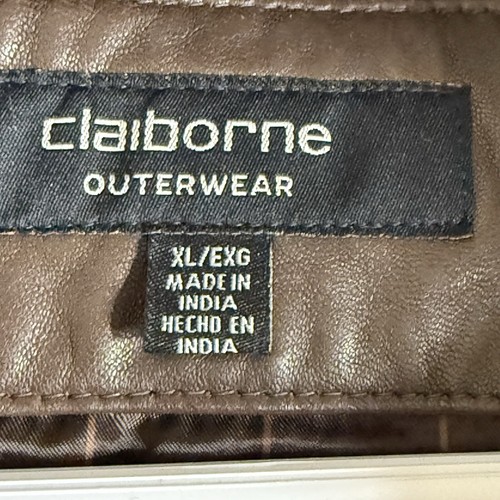 claiborne
OUTERWEAR
XL/EXG
MADE IN
INDIA
HECHO EN
INDIA